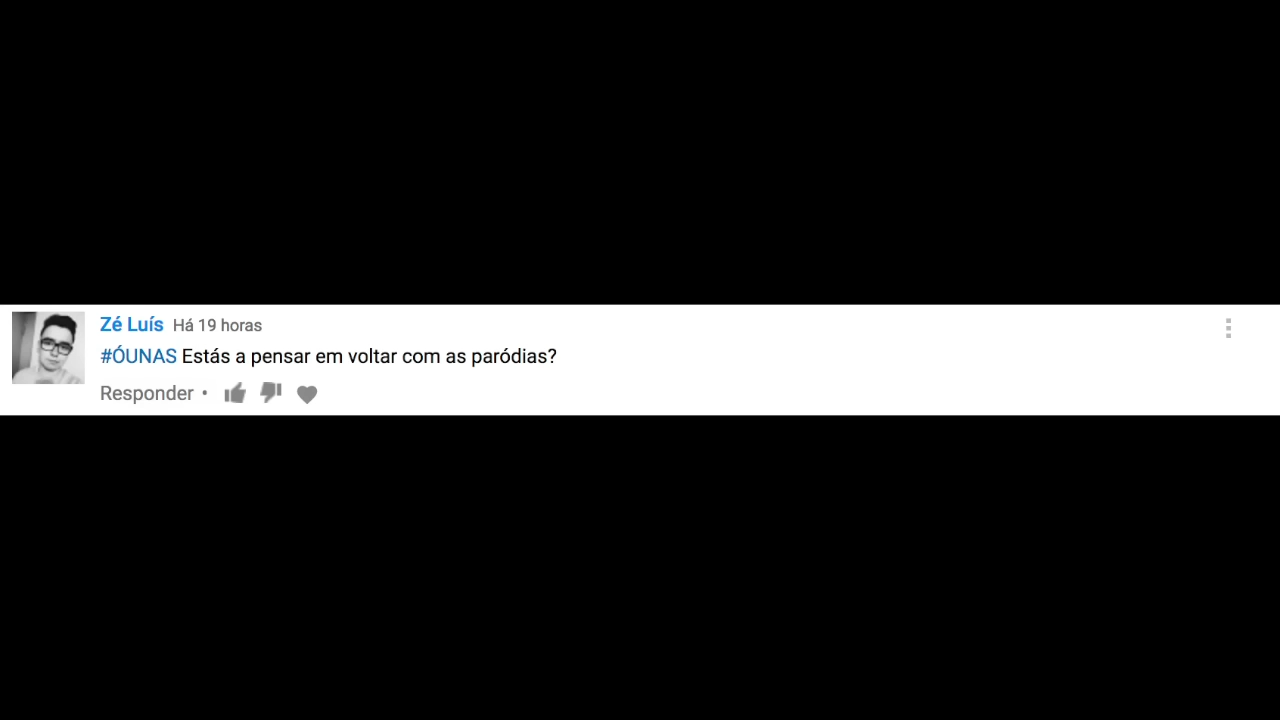 Zé Luís Há 19 horas
#ÓUNAS Estás a pensar em voltar com as paródias?
Responder •